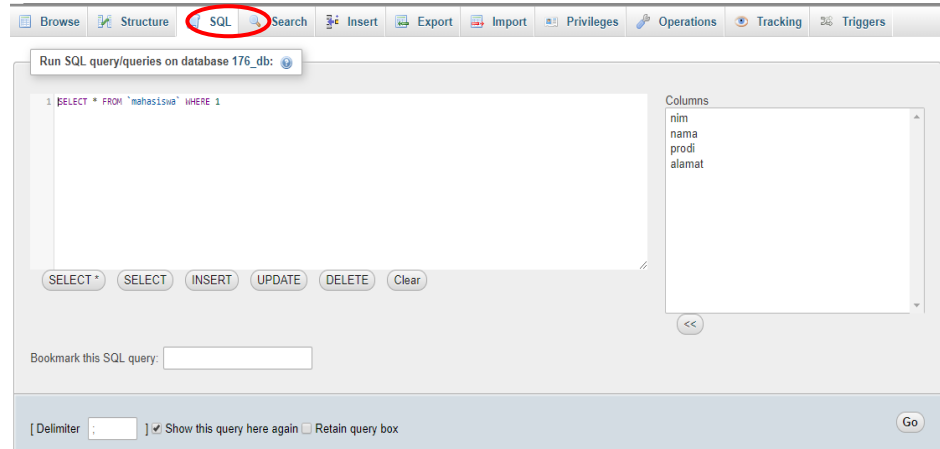 Browse Structure SQL Search Insert Export Import Privileges Operations Tracking Triggers
Run SQL query/queries on database 176_db:
1 SELECT * FROM `mahasiswa` WHERE 1
Columns
nim
nama
prodi
alamat
SELECT * SELECT INSERT UPDATE DELETE Clear
<<
Bookmark this SQL query:
[ Delimiter ; ] Show this query here again Retain query box
Go